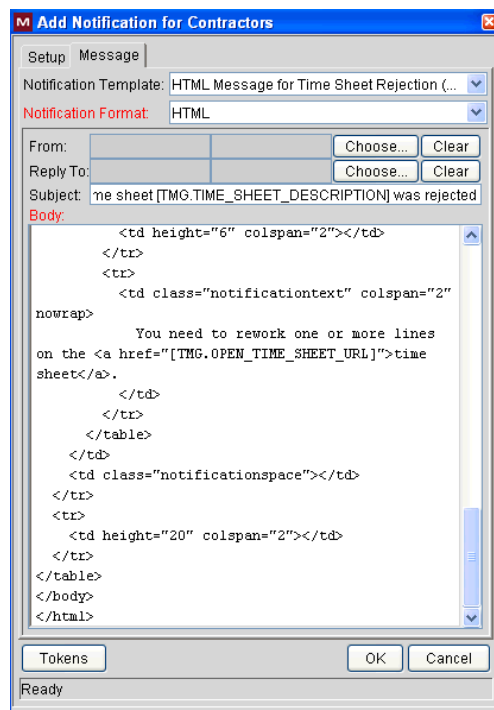 M Add Notification for Contractors
Setup Message
Notification Template: HTML Message for Time Sheet Rejection (...
Notification Format: HTML
From: Choose... Clear
Reply To: Choose... Clear
Subject: me sheet [TMG.TIME_SHEET_DESCRIPTION] was rejected
Body:
<td height="6" colspan="2"></td>
</tr>
<tr>
<td class="notificationtext" colspan="2"
nowrap>
You need to rework one or more lines
on the <a href="[TMG.OPEN_TIME_SHEET_URL]">time
sheet</a>.
</td>
</tr>
</table>
</td>
<td class="notificationspace"></td>
</tr>
<tr>
<td height="20" colspan="2"></td>
</tr>
</table>
</body>
</html>
Tokens OK Cancel
Ready